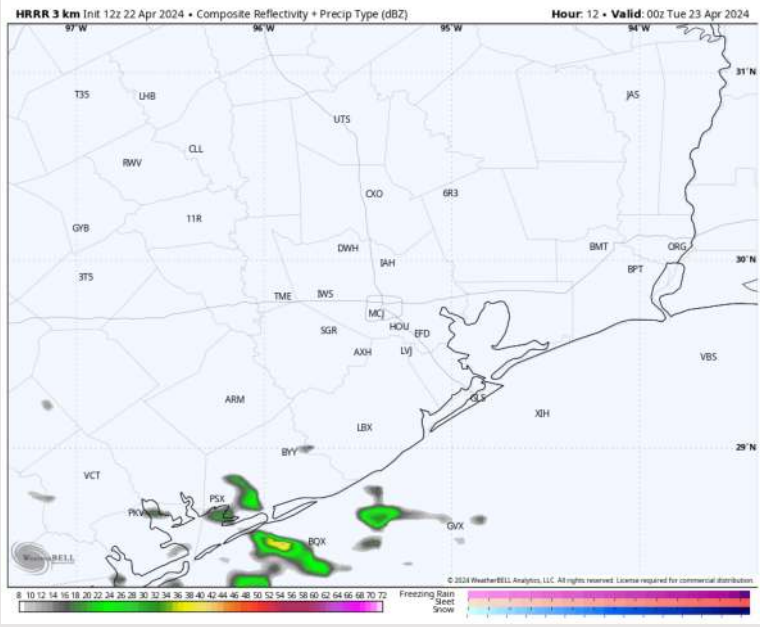 HRRR 3 km Init 12z 22 Apr 2024 • Composite Reflectivity + Precip Type (dBZ) Hour: 12 • Valid: 00z Tue 23 Apr 2024
97°W 96°W 95°W 94°W
31°N
T35 LHB JAS
UTS
CLL
RWV
CXO 6R3
11R
GYB
DWH BMT ORG
IAH 30°N
3T5 BPT
TME IWS
MCJ
SGR HOU EFD
AXH LVJ VBS
ARM GLS
XIH
LBX
BYY 29°N
VCT
PSX
PKV
GVX
BQX
WeatherBELL
© 2024 WeatherBELL Analytics, LLC. All rights reserved. License required for commercial distribution.
8 10 12 14 16 18 20 22 24 26 28 30 32 34 36 38 40 42 44 46 48 50 52 54 56 58 60 62 64 66 68 70 72
Freezing Rain
Sleet
Snow